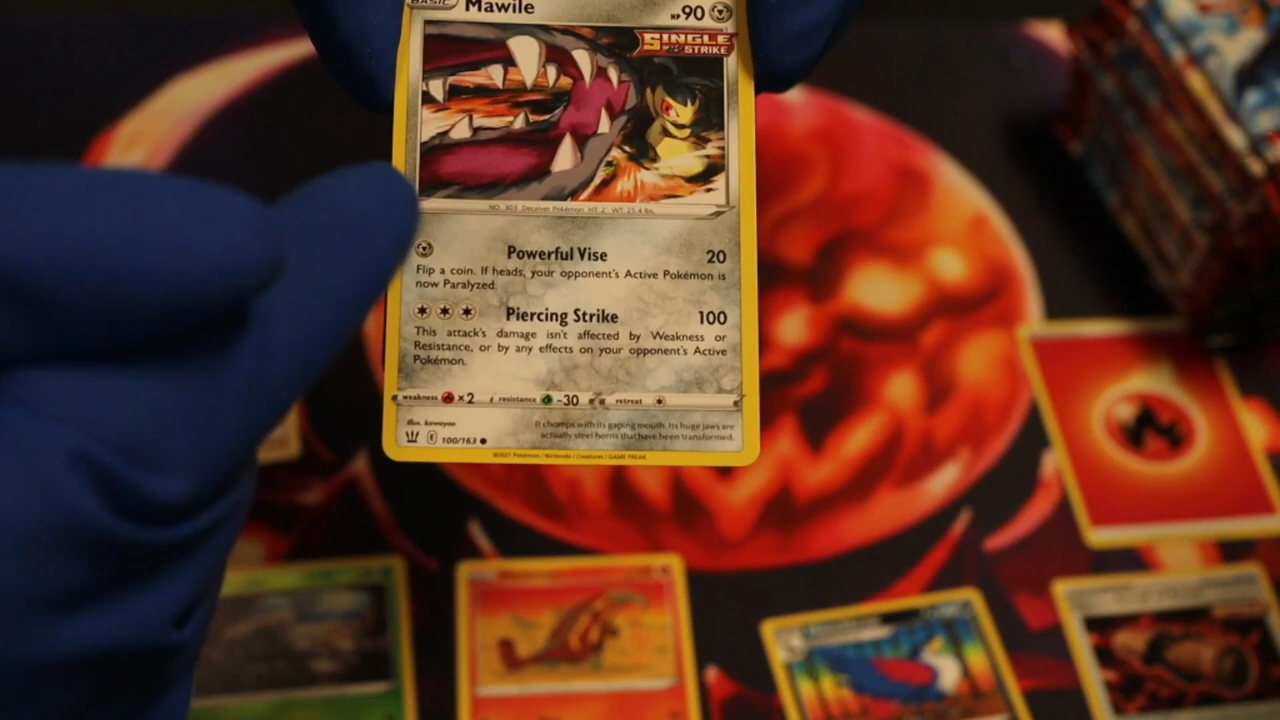 BASIC Mawile HP 90
SINGLE STRIKE
NO. 303 Deceiver Pokémon HT: 2' WT: 25.4 lbs.
Powerful Vise 20
Flip a coin. If heads, your opponent's Active Pokémon is
now Paralyzed.
Piercing Strike 100
This attack's damage isn't affected by Weakness or
Resistance, or by any effects on your opponent's Active
Pokémon.
weakness ×2 resistance -30 retreat
illus. kawayoo
It chomps with its gaping mouth. Its huge jaws are
actually steel horns that have been transformed.
E 100/163
©2021 Pokémon / Nintendo / Creatures / GAME FREAK